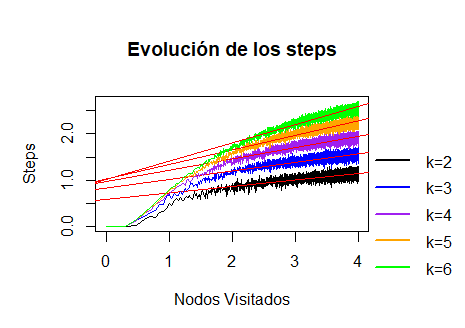 Evolución de los steps
Steps
0.0 1.0 2.0
0 1 2 3 4
Nodos Visitados
k=2
k=3
k=4
k=5
k=6